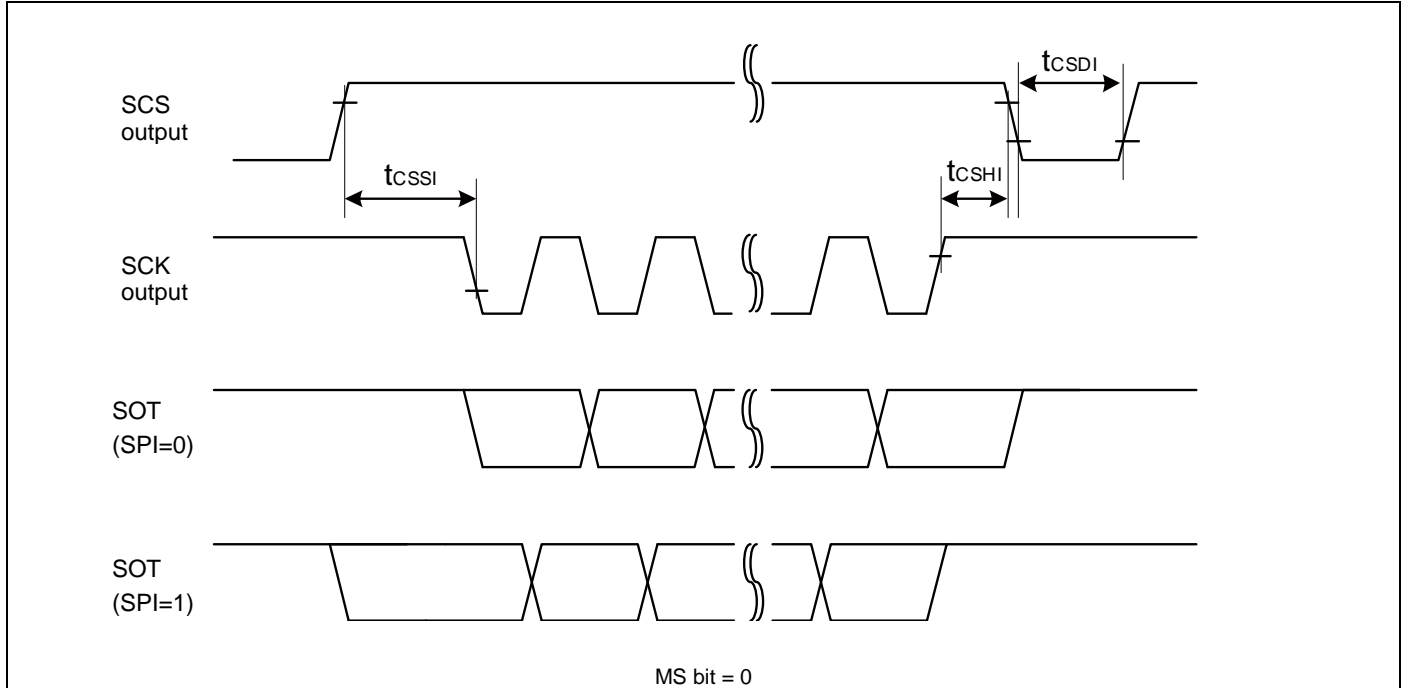 tCSDI
SCS
output
tCSSI
tCSHI
SCK
output
SOT
(SPI=0)
SOT
(SPI=1)
MS bit = 0